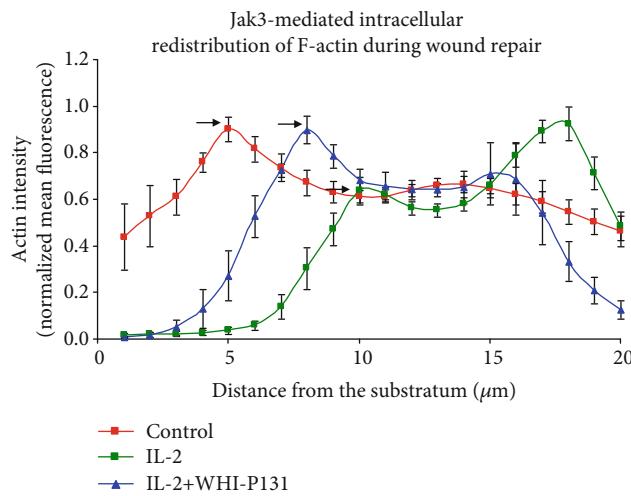 Jak3-mediated intracellular
redistribution of F-actin during wound repair
Actin intensity
(normalized mean fluorescence)
1.2
1.0
0.8
0.6
0.4
0.2
0.0
0
5
10
15
20
Distance from the substratum (μm)
Control
IL-2
IL-2+WHI-P131